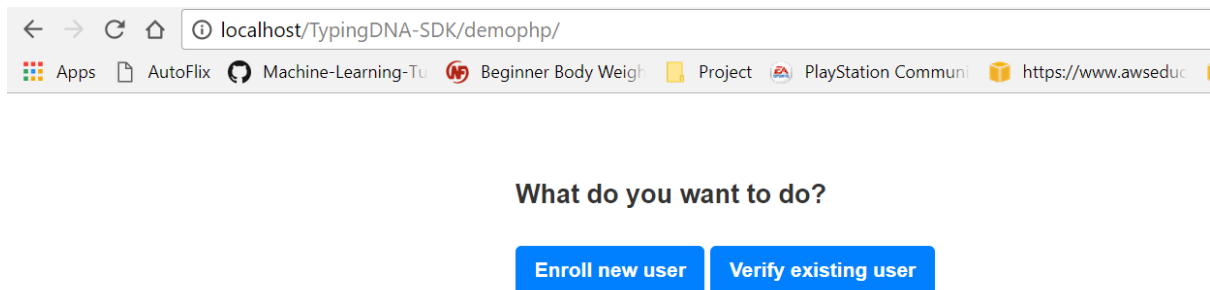 localhost/TypingDNA-SDK/demophp/
Apps AutoFlix Machine-Learning-Tu Beginner Body Weigh Project PlayStation Communi https://www.awseduc
What do you want to do?
Enroll new user Verify existing user